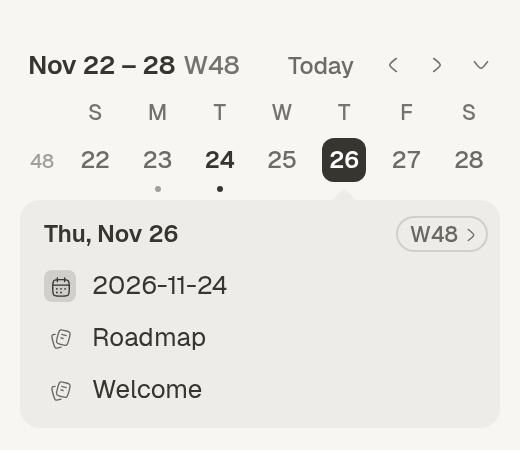 Nov 22 – 28 W48 Today
S M T W T F S
48 22 23 24 25 26 27 28
Thu, Nov 26 W48
2026-11-24
Roadmap
Welcome